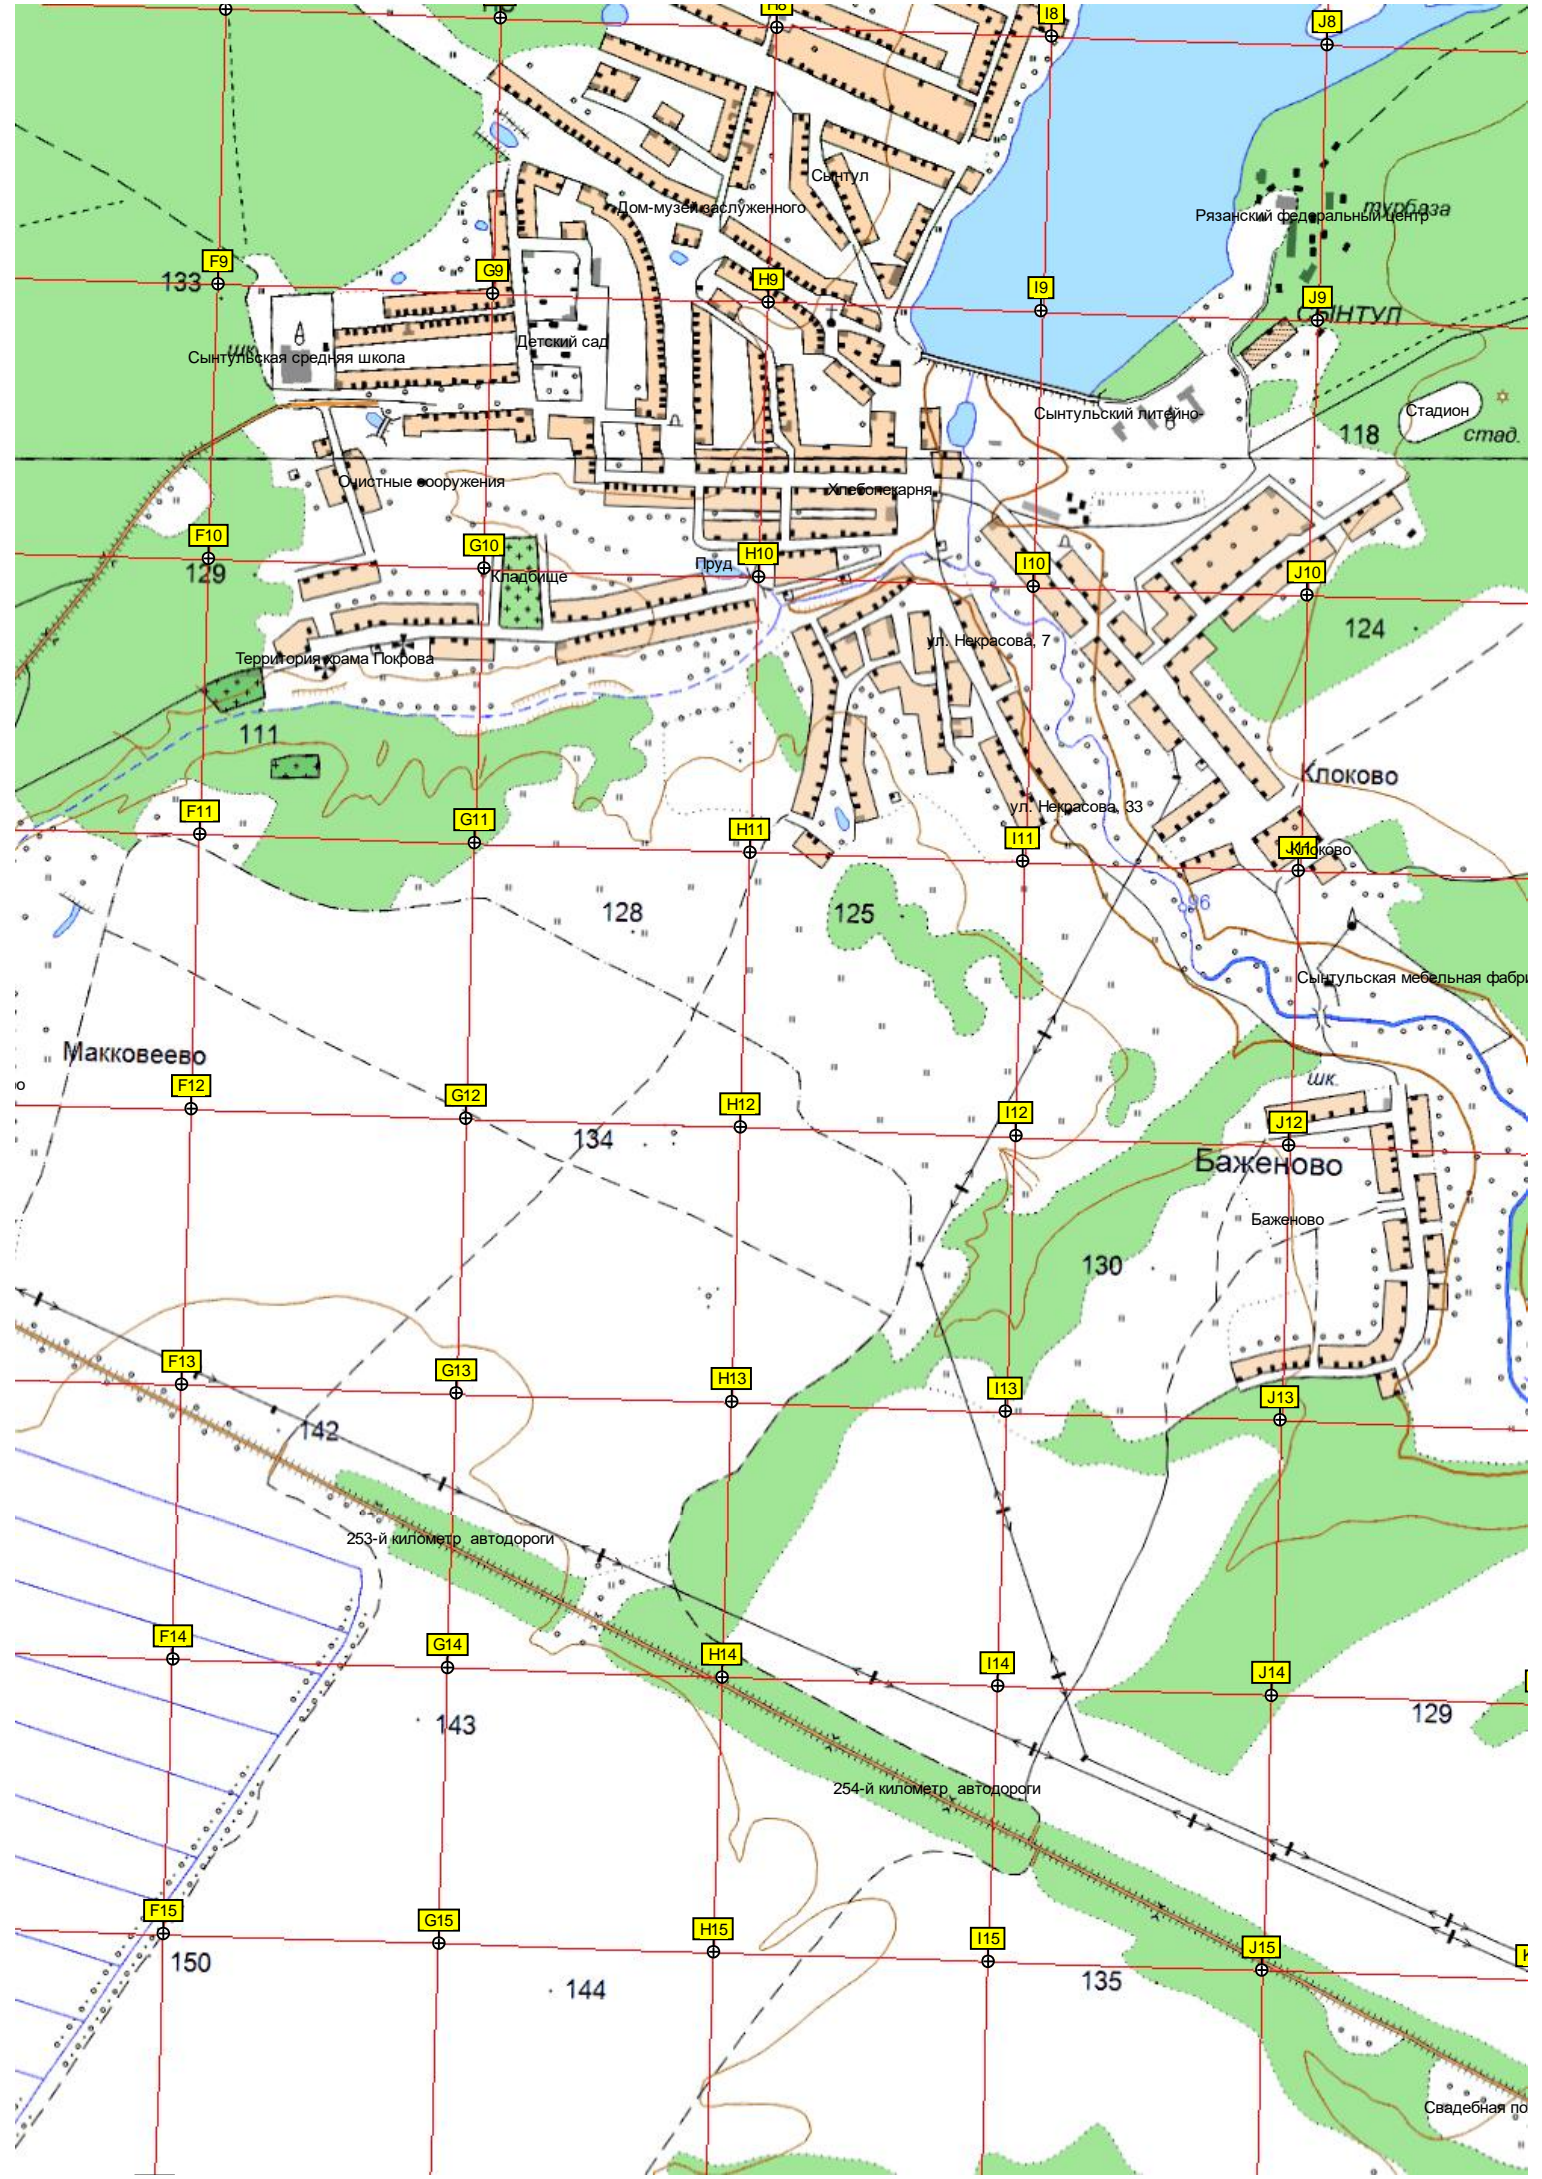 H8
I8
J8
Сынтул
Дом-музей заслуженного
турбаза
Рязанский федеральный центр
F9
133
G9
H9
I9
J9
СЫНТУЛ
Детский сад
шк.
Сынтульская средняя школа
Сынтульский литейно-
Стадион
118
стад.
Очистные сооружения
Хлебопекарня
F10
129
G10
Кладбище
Пруд
H10
I10
J10
124
ул. Некрасова, 7
Территория храма Покрова
111
Клоково
ул. Некрасова, 33
F11
G11
H11
I11
J11
Клоково
128
125
96
Сынтульская мебельная фабри
Макковеево
во
шк.
F12
G12
H12
I12
J12
134
Баженово
Баженово
130
F13
G13
H13
I13
J13
142
253-й километр автодороги
F14
G14
H14
I14
J14
143
129
254-й километр автодороги
F15
G15
H15
I15
J15
150
144
135
Свадебная по